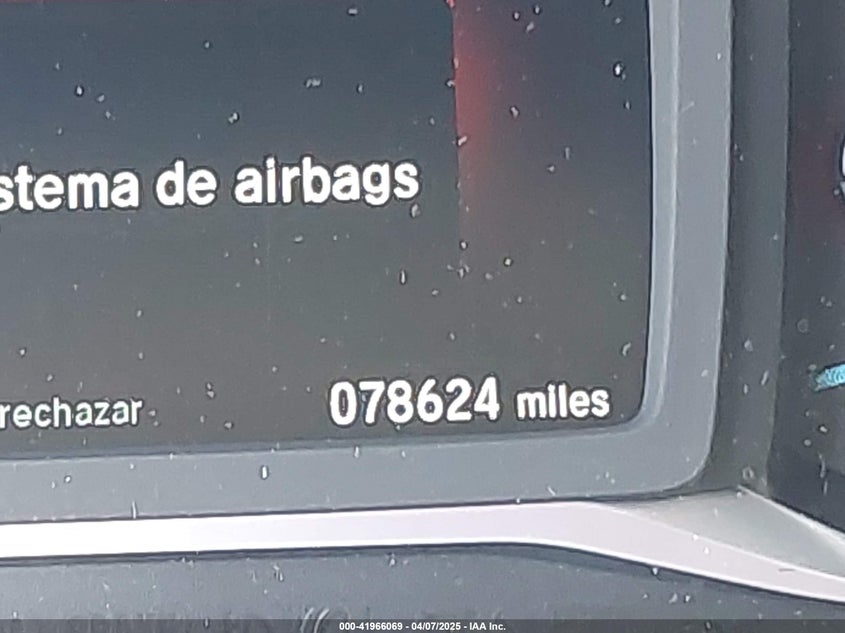 stema de airbags
rechazar
078624 miles
000-41966069 - 04/07/2025 - IAA Inc.